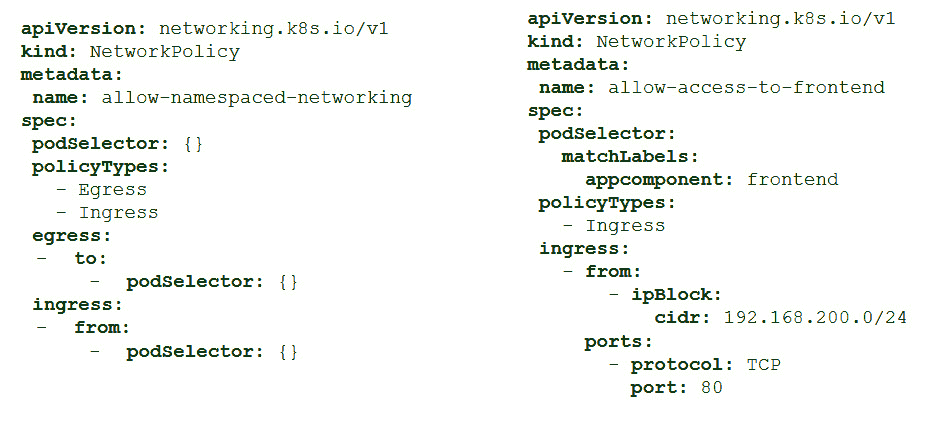 apiVersion: networking.k8s.io/v1
kind: NetworkPolicy
metadata:
 name: allow-namespaced-networking
spec:
 podSelector: {}
 policyTypes:
   - Egress
   - Ingress
 egress:
 -  to:
      -  podSelector: {}
 ingress:
 -  from:
      -  podSelector: {}
apiVersion: networking.k8s.io/v1
kind: NetworkPolicy
metadata:
 name: allow-access-to-frontend
spec:
 podSelector:
   matchLabels:
     appcomponent: frontend
 policyTypes:
   - Ingress
 ingress:
   - from:
       - ipBlock:
           cidr: 192.168.200.0/24
     ports:
       - protocol: TCP
         port: 80